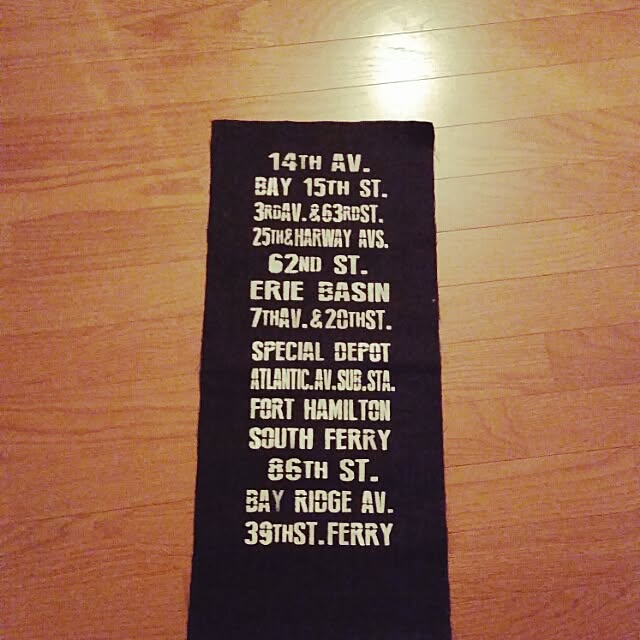 14TH AV.
BAY 15TH ST.
3RDAV.&63RDST.
25TH&HARWAY AVS.
62ND ST.
ERIE BASIN
7THAV.&20THST.
SPECIAL DEPOT
ATLANTIC.AV.SUB.STA.
FORT HAMILTON
SOUTH FERRY
86TH ST.
BAY RIDGE AV.
39THST.FERRY